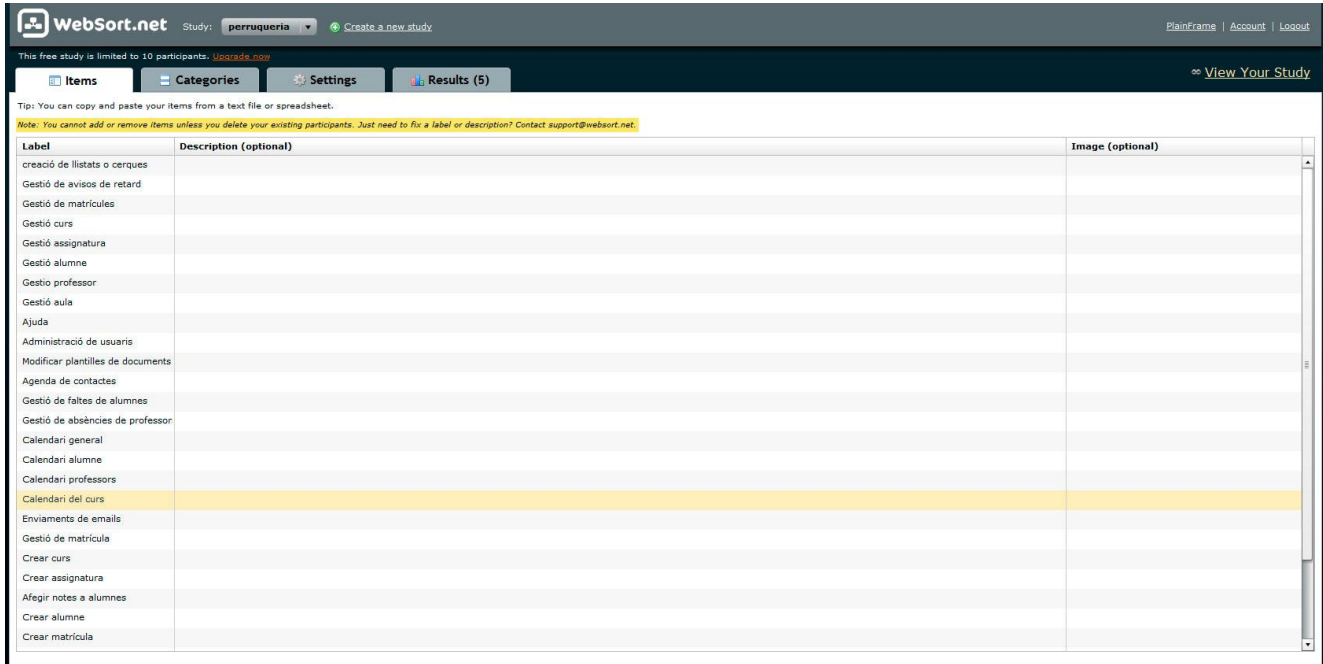 WebSort.net Study: perruqueria Create a new study PlainFrame | Account | Logout
This free study is limited to 10 participants. Upgrade now
Items Categories Settings Results (5) View Your Study
Tip: You can copy and paste your items from a text file or spreadsheet.
Note: You cannot add or remove items unless you delete your existing participants. Just need to fix a label or description? Contact support@websort.net.
Label Description (optional) Image (optional)
creació de llistats o cerques
Gestió de avisos de retard
Gestió de matrícules
Gestió curs
Gestió assignatura
Gestió alumne
Gestio professor
Gestió aula
Ajuda
Administració de usuaris
Modificar plantilles de documents
Agenda de contactes
Gestió de faltes de alumnes
Gestió de absències de professor
Calendari general
Calendari alumne
Calendari professors
Calendari del curs
Enviaments de emails
Gestió de matrícula
Crear curs
Crear assignatura
Afegir notes a alumnes
Crear alumne
Crear matrícula